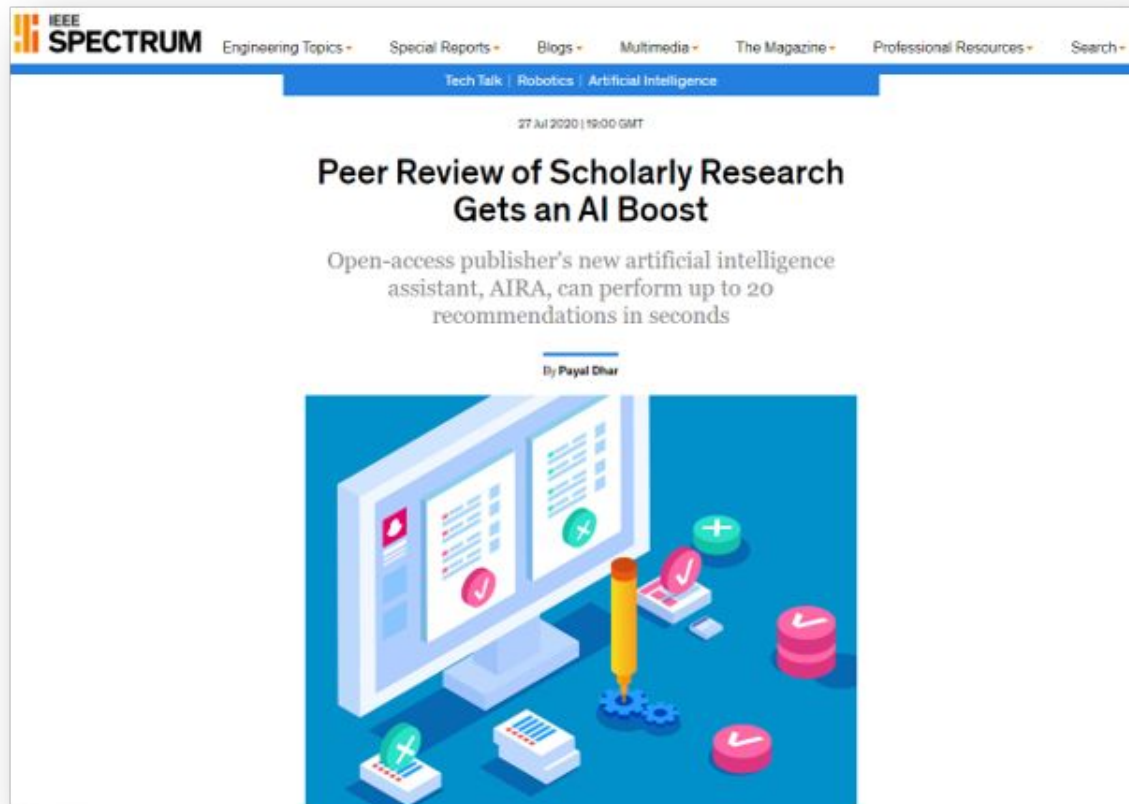 IEEE
SPECTRUM
Engineering Topics Special Reports Blogs Multimedia The Magazine Professional Resources Search
Tech Talk | Robotics | Artificial Intelligence
27 Jul 2020 | 19:00 GMT
Peer Review of Scholarly Research
Gets an AI Boost
Open-access publisher's new artificial intelligence
assistant, AIRA, can perform up to 20
recommendations in seconds
By Payal Dhar